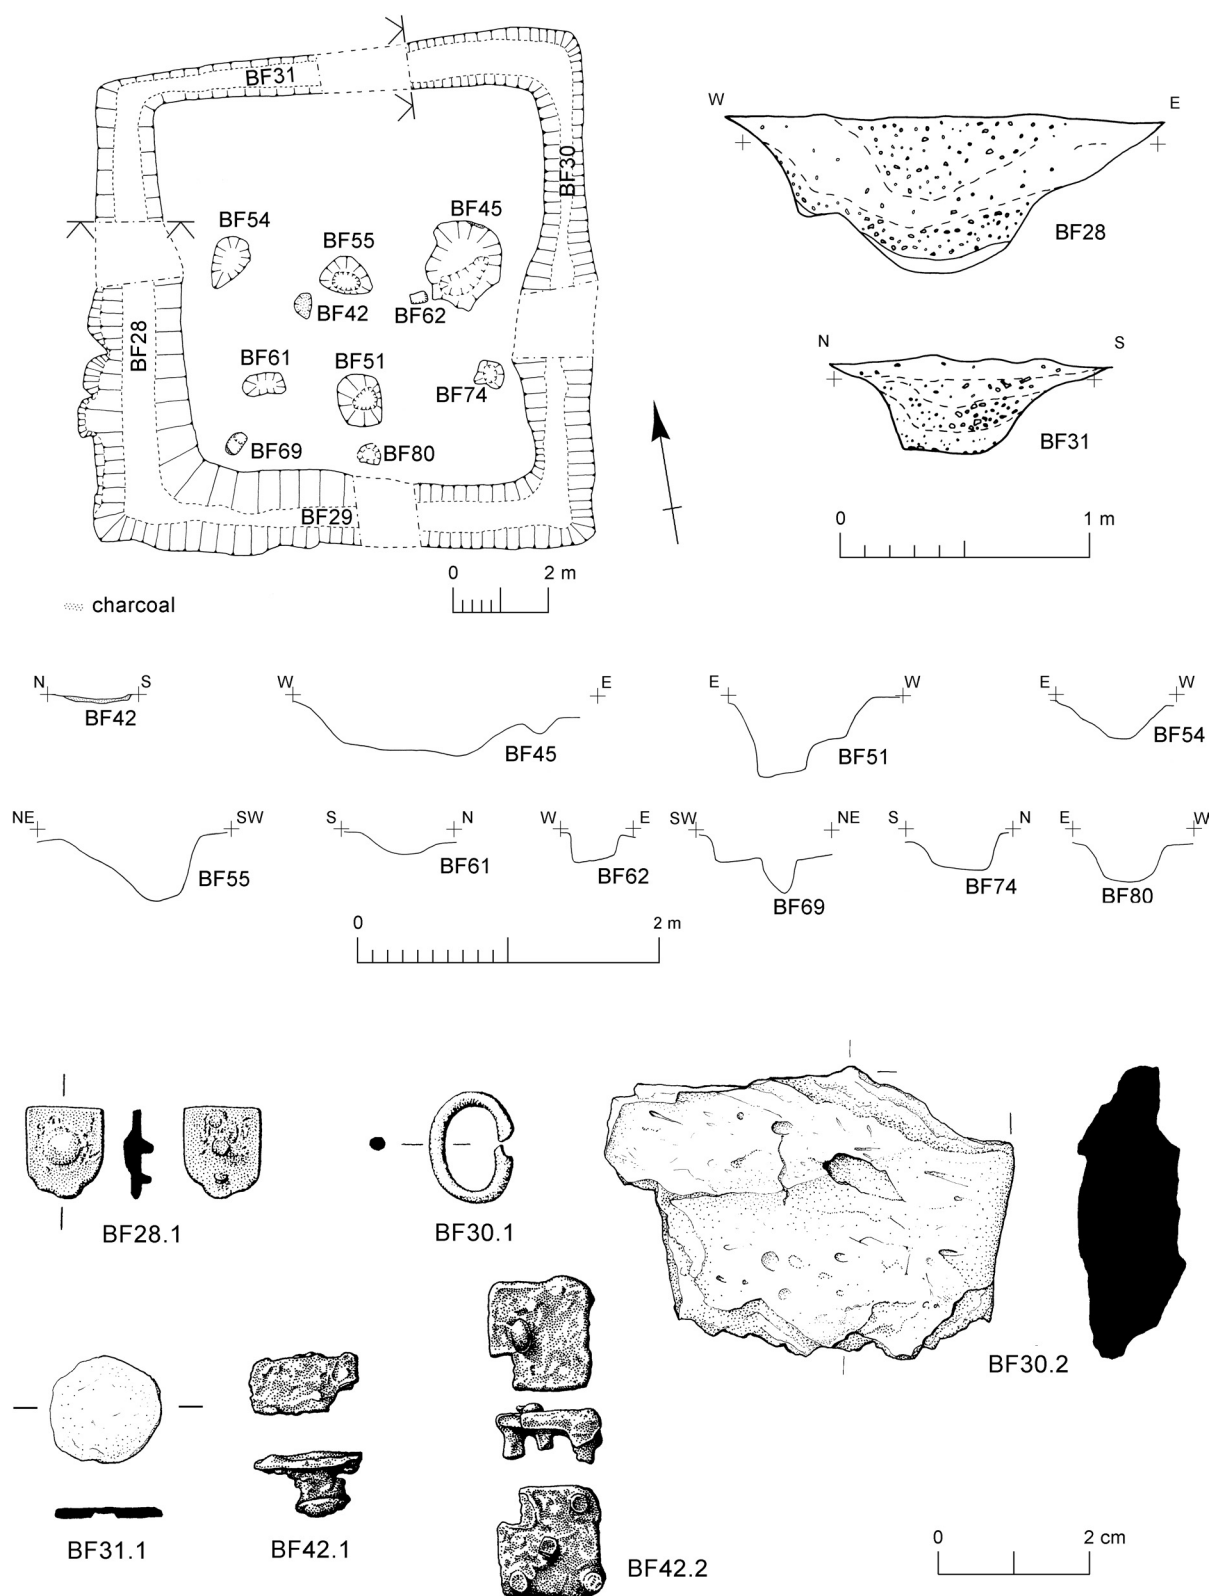 BF31
BF30
BF54
BF45
BF55
BF42
BF62
BF28
BF61
BF51
BF74
BF69
BF80
BF29
0 2 m
charcoal
W E
BF28
N S
BF31
0 1 m
N S
BF42
W E
BF45
E W
BF51
E W
BF54
NE SW
BF55
S N
BF61
W E
BF62
SW NE
BF69
S N
BF74
E W
BF80
0 2 m
BF28.1
BF30.1
BF30.2
BF31.1
BF42.1
BF42.2
0 2 cm